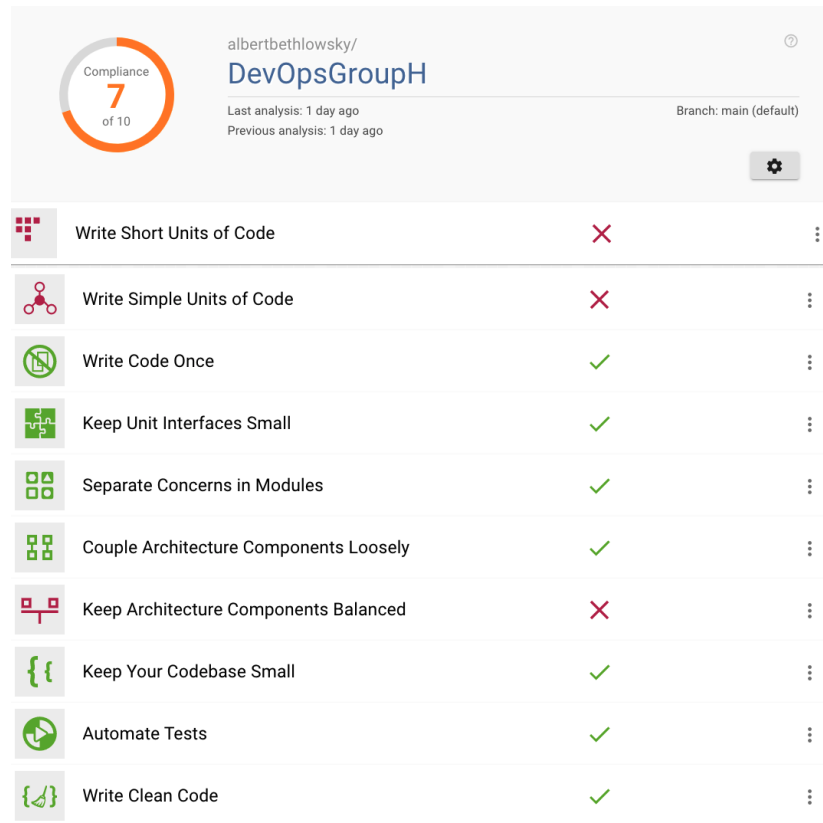 Compliance
7
of 10
albertbethlowsky/
DevOpsGroupH
Last analysis: 1 day ago
Branch: main (default)
Previous analysis: 1 day ago
Write Short Units of Code
Write Simple Units of Code
Write Code Once
Keep Unit Interfaces Small
Separate Concerns in Modules
Couple Architecture Components Loosely
Keep Architecture Components Balanced
Keep Your Codebase Small
Automate Tests
Write Clean Code